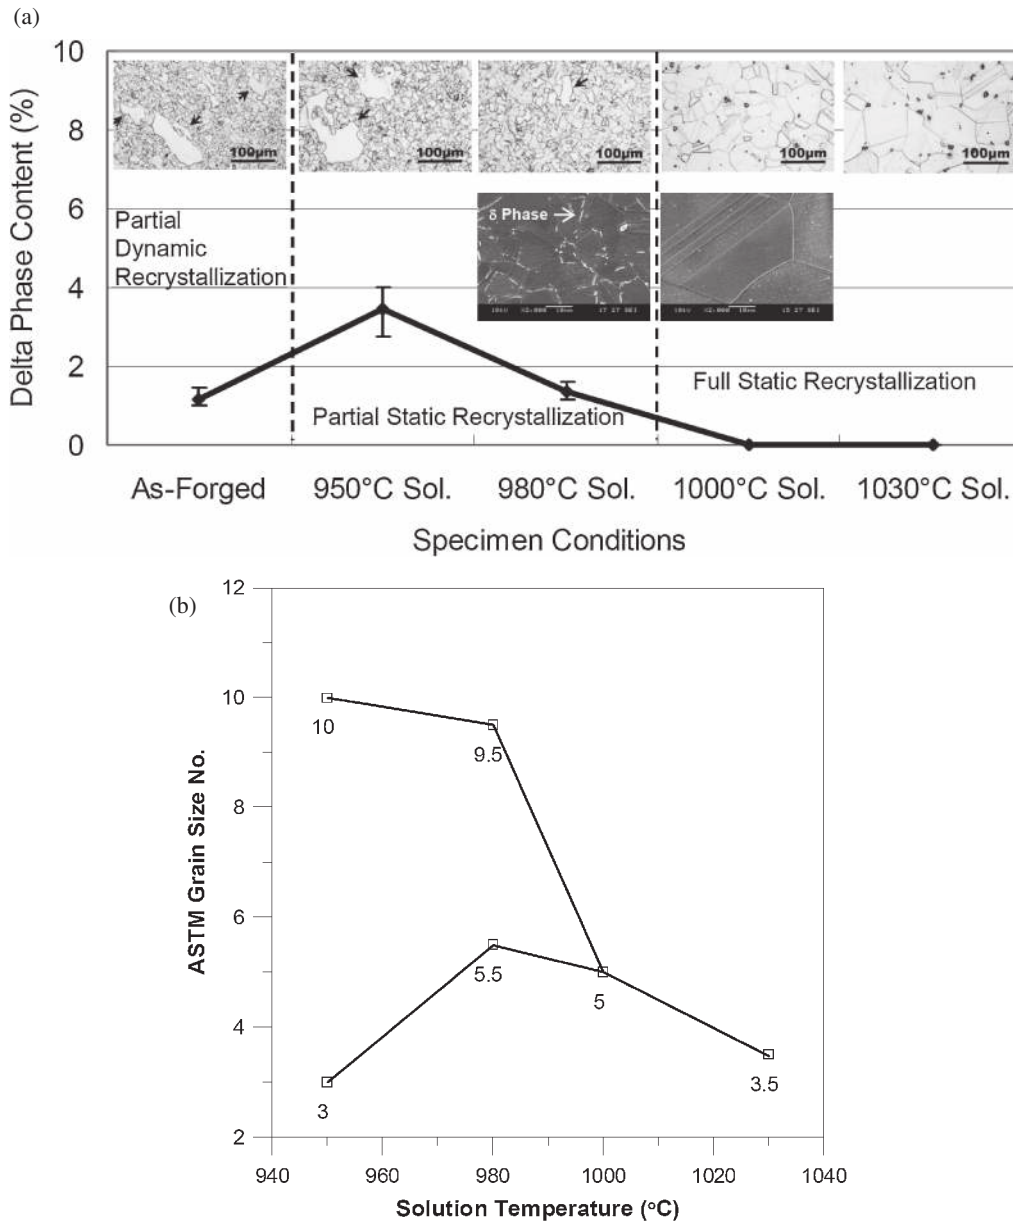 (a)
10
8
6
4
2
0
Delta Phase Content (%)
100µm
100µm
100µm
100µm
100µm
Partial
Dynamic
Recrystallization
δ Phase
Partial Static Recrystallization
Full Static Recrystallization
As-Forged
950°C Sol.
980°C Sol.
1000°C Sol.
1030°C Sol.
Specimen Conditions
(b)
12
10
8
6
4
2
ASTM Grain Size No.
10
9.5
5.5
5
3
3.5
940
960
980
1000
1020
1040
Solution Temperature (°C)